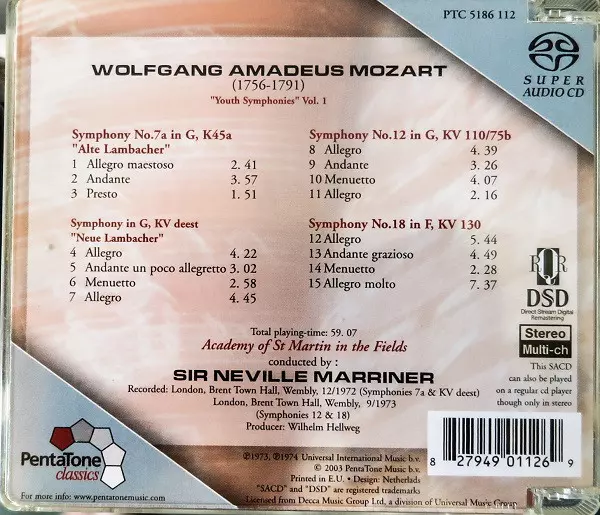 PTC 5186 112
SUPER
AUDIO CD
WOLFGANG AMADEUS MOZART
(1756-1791)
"Youth Symphonies" Vol. 1
Symphony No.7a in G, K45a
"Alte Lambacher"
1 Allegro maestoso 2. 41
2 Andante 3. 57
3 Presto 1. 51
Symphony in G, KV deest
"Neue Lambacher"
4 Allegro 4. 22
5 Andante un poco allegretto 3. 02
6 Menuetto 2. 58
7 Allegro 4. 45
Symphony No.12 in G, KV 110/75b
8 Allegro 4. 39
9 Andante 3. 26
10 Menuetto 4. 07
11 Allegro 2. 16
Symphony No.18 in F, KV 130
12 Allegro 5. 44
13 Andante grazioso 4. 49
14 Menuetto 2. 28
15 Allegro molto 7. 37
RQR
DSD
Direct Stream Digital
Remastering
Stereo
Multi-ch
This SACD
can also be played
on a regular cd player
though only in stereo
Total playing-time: 59. 07
Academy of St Martin in the Fields
conducted by :
SIR NEVILLE MARRINER
Recorded: London, Brent Town Hall, Wembly, 12/1972 (Symphonies 7a & KV deest)
London, Brent Town Hall, Wembly, 9/1973
(Symphonies 12 & 18)
Producer: Wilhelm Hellweg
PentaTone
classics
For more info: www.pentatonemusic.com
℗1973, ℗1974 Universal International Music b.v.
© 2003 PentaTone Music b.v.
Printed in E.U. • Design: Netherlads
"SACD" and "DSD" are registered trademarks
Licensed from Decca Music Group Ltd, a division of Universal Music Group
8 27949 01126 9